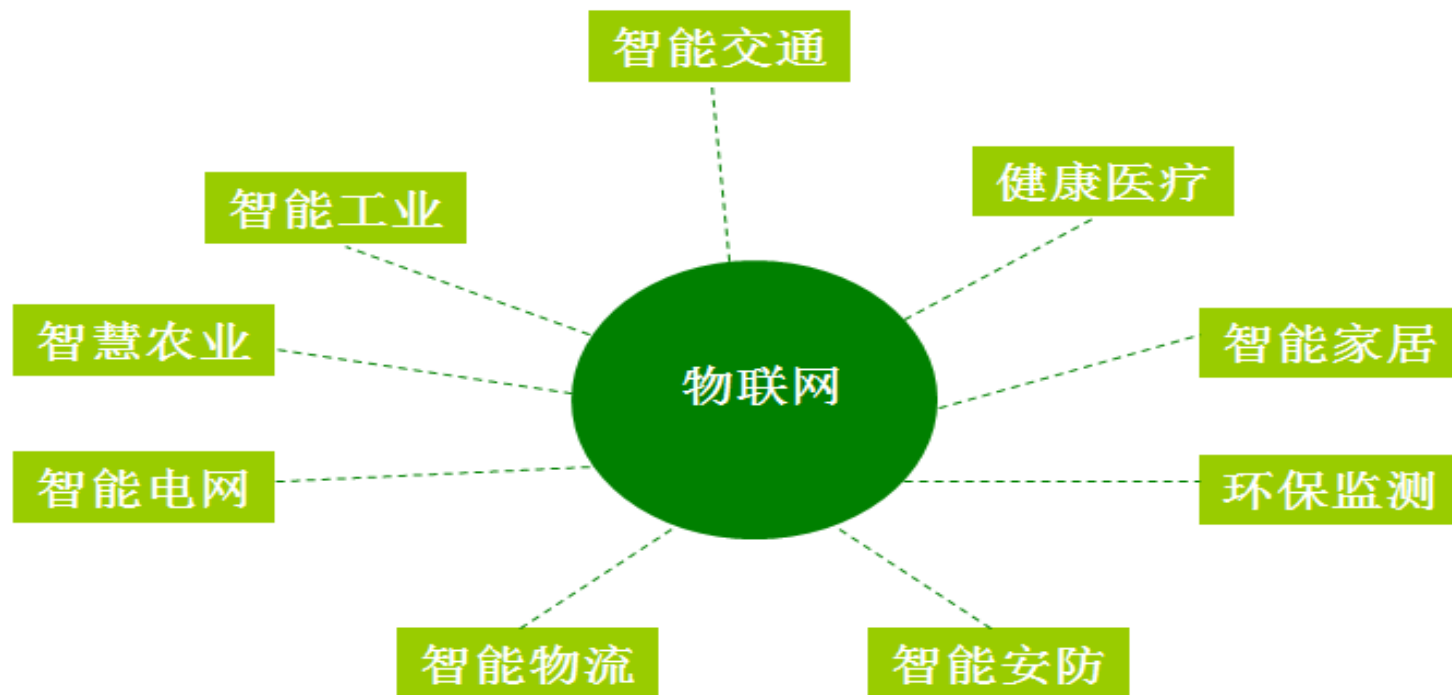 智能交通
健康医疗
智能工业
智慧农业
智能家居
物联网
智能电网
环保监测
智能物流
智能安防